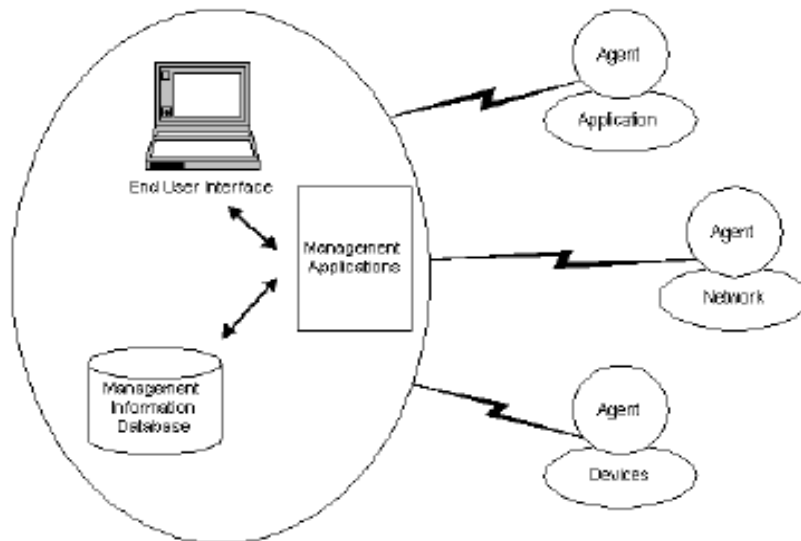 Agent
Application
End User Interface
Management
Applications
Agent
Network
Management
Information
Database
Agent
Devices